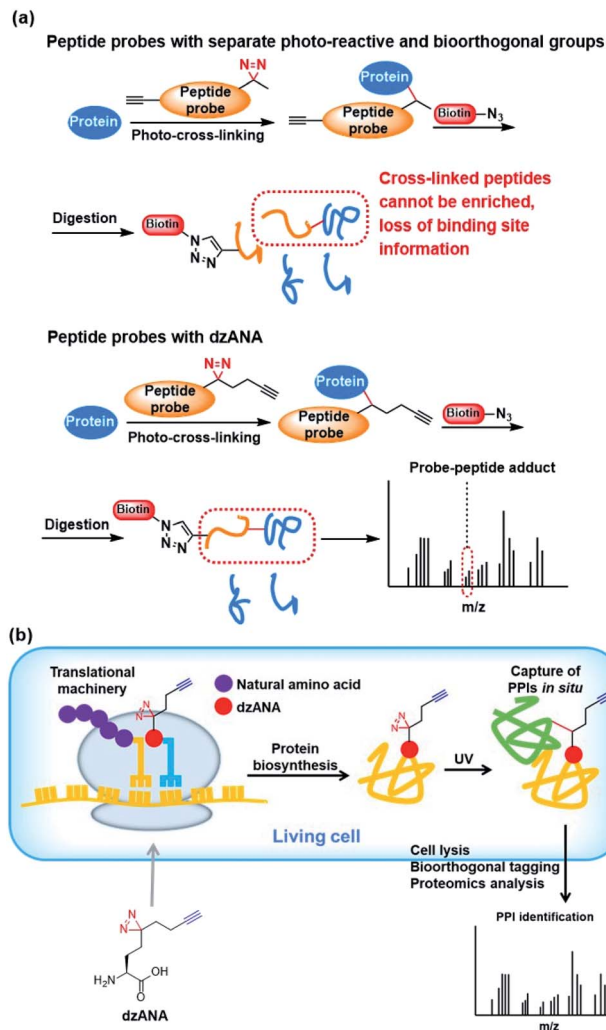 (a)
Peptide probes with separate photo-reactive and bioorthogonal groups
N=N
Protein
Peptide
probe
Photo-cross-linking
Protein
Peptide
probe
Biotin
N3
Digestion
Biotin
N
N=N
Cross-linked peptides
cannot be enriched,
loss of binding site
information
Peptide probes with dzANA
N=N
Protein
Peptide
probe
Photo-cross-linking
Protein
Peptide
probe
Biotin
N3
Digestion
Biotin
N
N=N
Probe-peptide adduct
m/z
(b)
Translational
machinery
Natural amino acid
dzANA
N
N
Protein
biosynthesis
N
N
UV
Capture of
PPIs in situ
Living cell
Cell lysis
Bioorthogonal tagging
Proteomics analysis
N
N
H2N
OH
O
dzANA
PPI identification
m/z